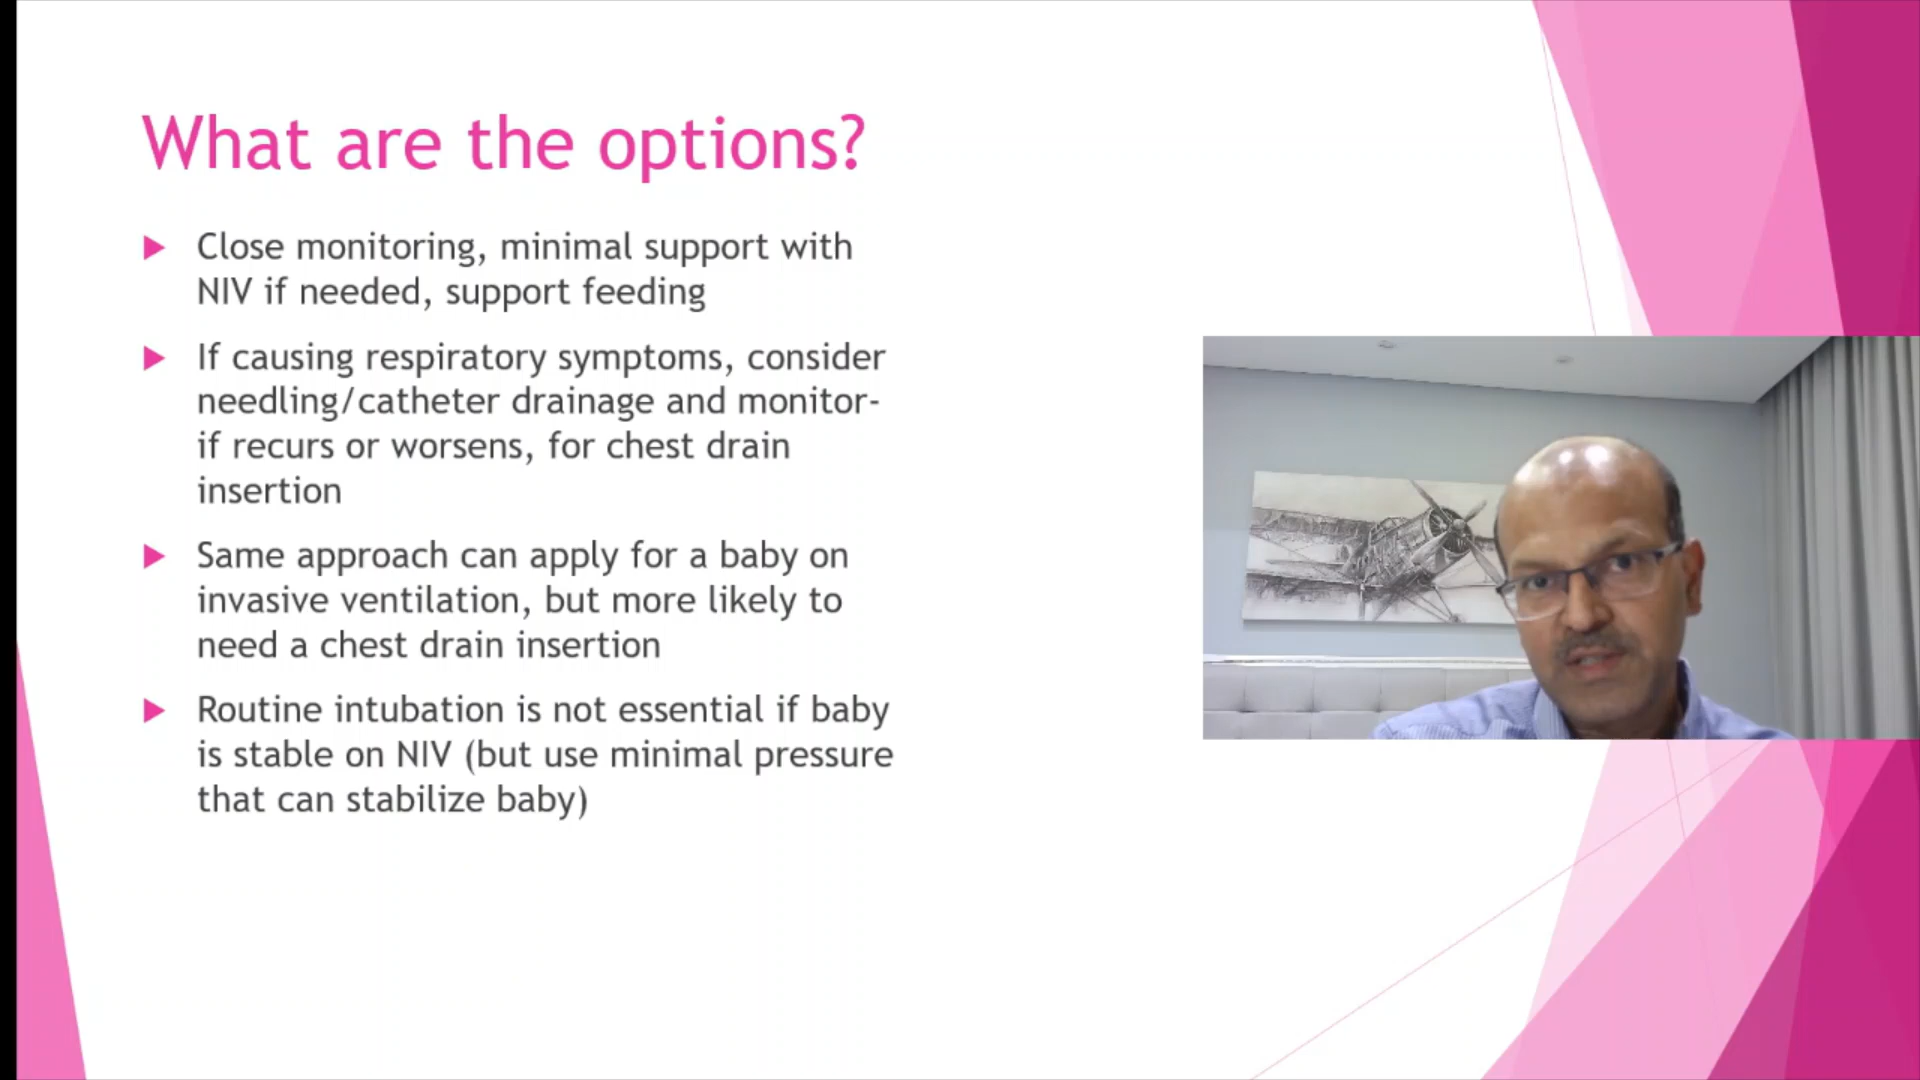 What are the options?
Close monitoring, minimal support with
NIV if needed, support feeding
If causing respiratory symptoms, consider
needling/catheter drainage and monitor-
if recurs or worsens, for chest drain
insertion
Same approach can apply for a baby on
invasive ventilation, but more likely to
need a chest drain insertion
Routine intubation is not essential if baby
is stable on NIV (but use minimal pressure
that can stabilize baby)